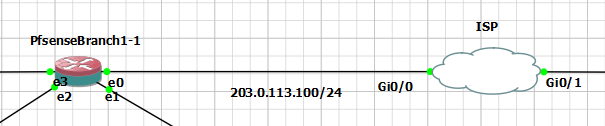 ISP
PfsenseBranch1-1
e3
e0
e2
e1
203.0.113.100/24
Gi0/0
Gi0/1